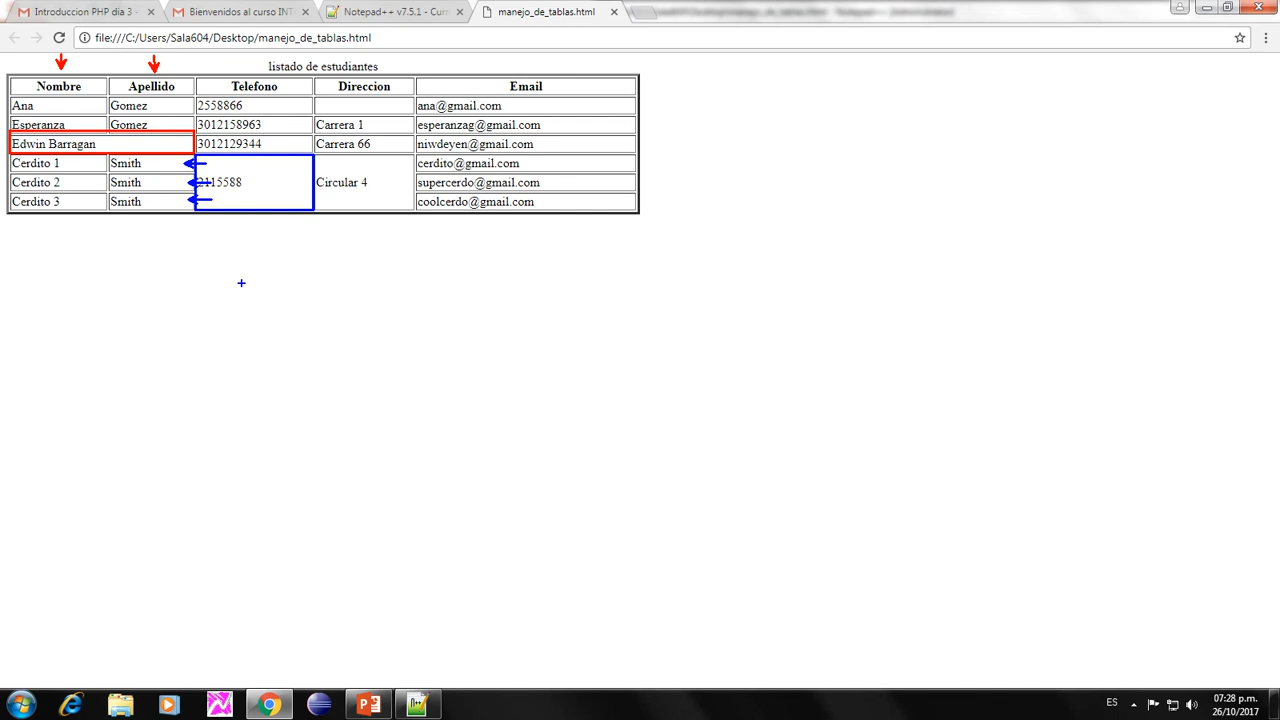 Introduccion PHP dia 3 -
Bienvenidos al curso INT
Notepad++ v7.5.1 - Curr
manejo_de_tablas.html
file:///C:/Users/Sala604/Desktop/manejo_de_tablas.html
listado de estudiantes
Nombre Apellido Telefono Direccion Email
Ana Gomez 2558866 ana@gmail.com
Esperanza Gomez 3012158963 Carrera 1 esperanzag@gmail.com
Edwin Barragan 3012129344 Carrera 66 niwdeyen@gmail.com
Cerdito 1 Smith cerdito@gmail.com
Cerdito 2 Smith 2115588 Circular 4 supercerdo@gmail.com
Cerdito 3 Smith coolcerdo@gmail.com
ES
07:28 p.m.
26/10/2017